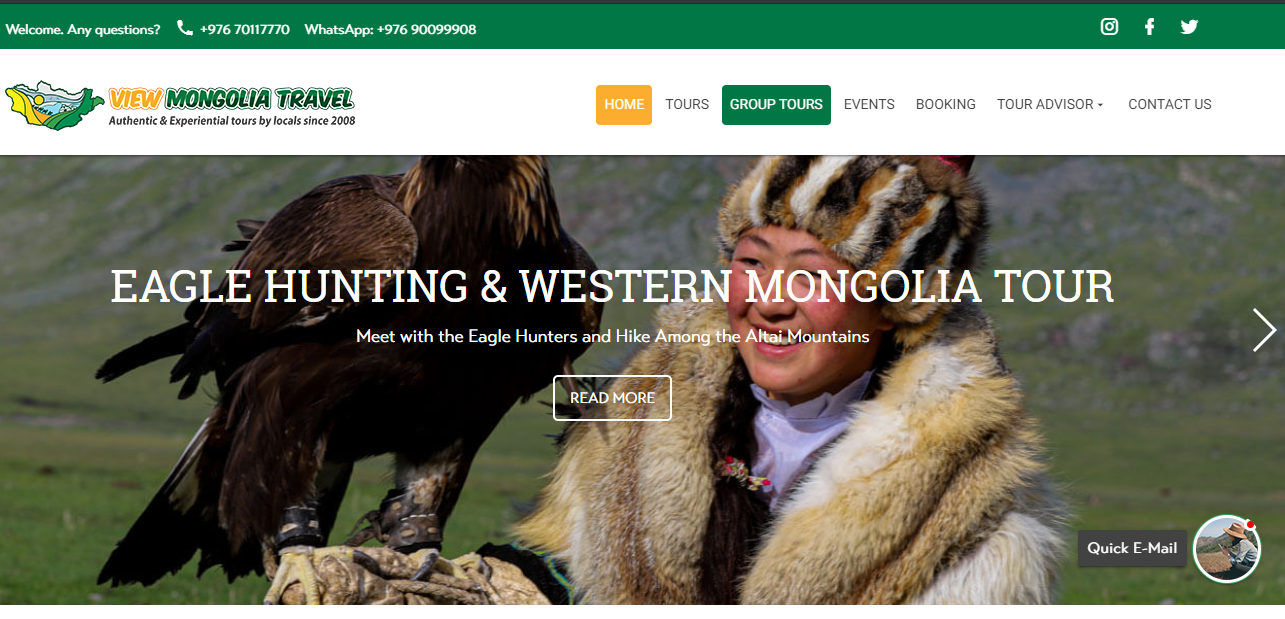 Welcome. Any questions? +976 70117770 WhatsApp: +976 90099908
VIEW MONGOLIA TRAVEL
Authentic & Experiential tours by locals since 2008
HOME TOURS GROUP TOURS EVENTS BOOKING TOUR ADVISOR CONTACT US
EAGLE HUNTING & WESTERN MONGOLIA TOUR
Meet with the Eagle Hunters and Hike Among the Altai Mountains
READ MORE
Quick E-Mail